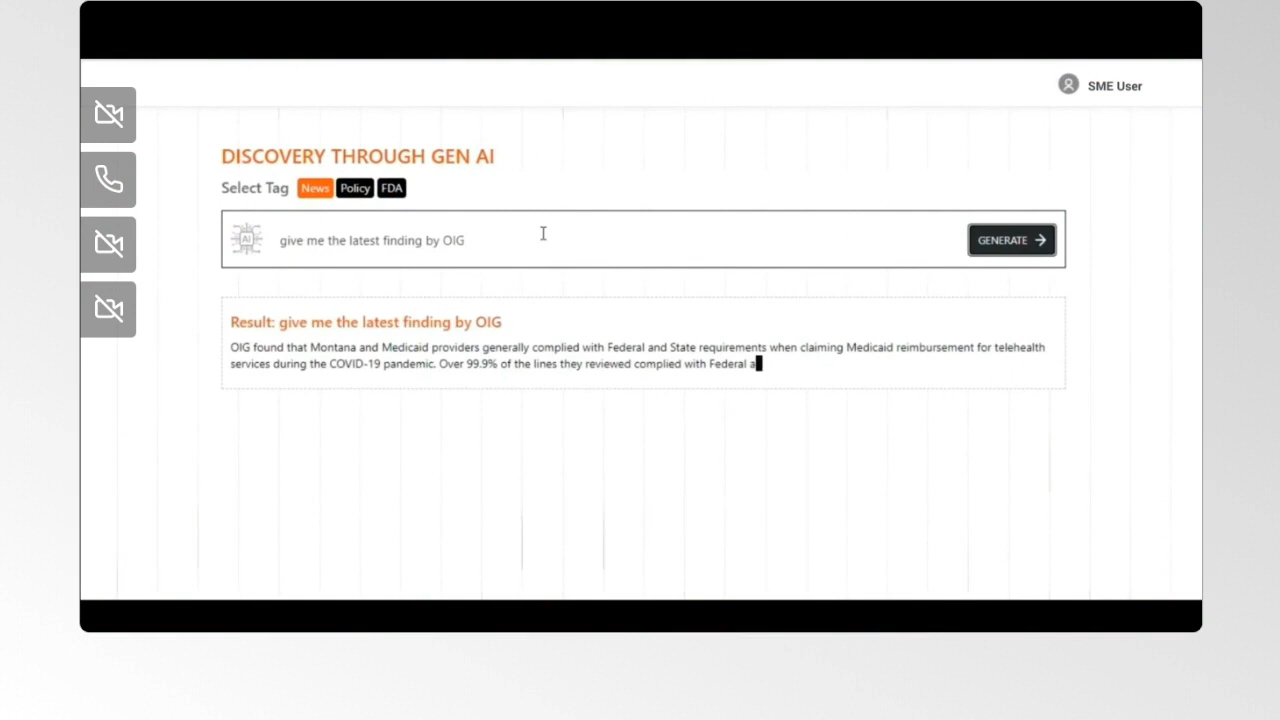 SME User
DISCOVERY THROUGH GEN AI
Select Tag News Policy FDA
AI give me the latest finding by OIG GENERATE
Result: give me the latest finding by OIG
OIG found that Montana and Medicaid providers generally complied with Federal and State requirements when claiming Medicaid reimbursement for telehealth
services during the COVID-19 pandemic. Over 99.9% of the lines they reviewed complied with Federal a